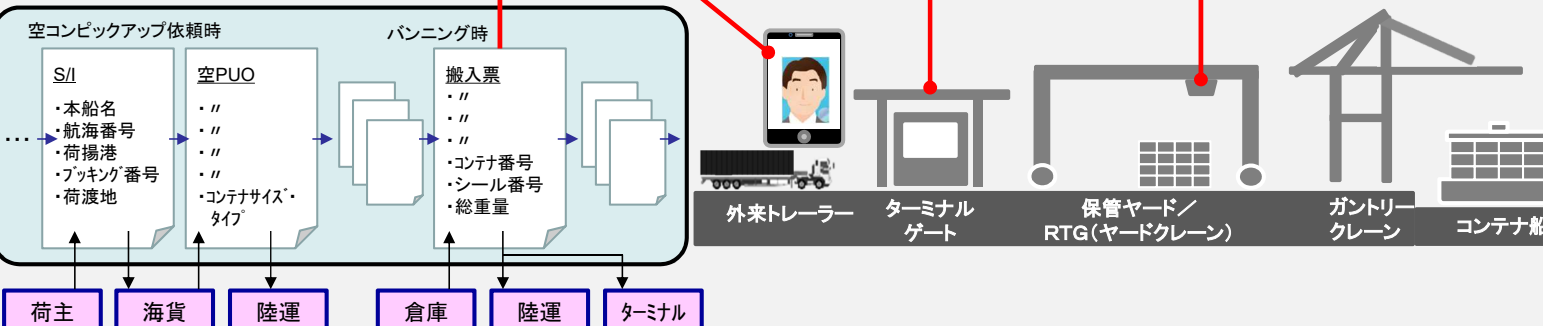 空コンピックアップ依頼時
バンニング時
S/I
・本船名
・航海番号
・荷揚港
・ﾌﾞｯｷﾝｸﾞ番号
・荷渡地
空PUO
・〃
・〃
・〃
・〃
・ｺﾝﾃﾅｻｲｽﾞ・
ﾀｲﾌﾟ
搬入票
・〃
・〃
・〃
・ｺﾝﾃﾅ番号
・シール番号
・総重量
…
荷主
海貨
陸運
倉庫
陸運
ﾀｰﾐﾅﾙ
外来トレーラー
ターミナル
ゲート
保管ヤード／
RTG（ヤードクレーン）
ガントリー
クレーン
コンテナ船